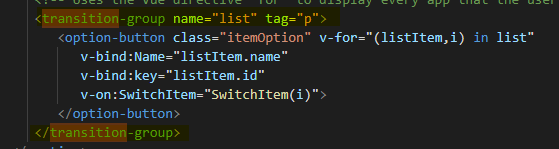 <!-- Uses the Vue directive "for" to display every app that the user
<transition-group name="list" tag="p">
<option-button class="itemOption" v-for="(listItem,i) in list"
v-bind:Name="listItem.name"
v-bind:key="listItem.id"
v-on:SwitchItem="SwitchItem(i)">
</option-button>
</transition-group>